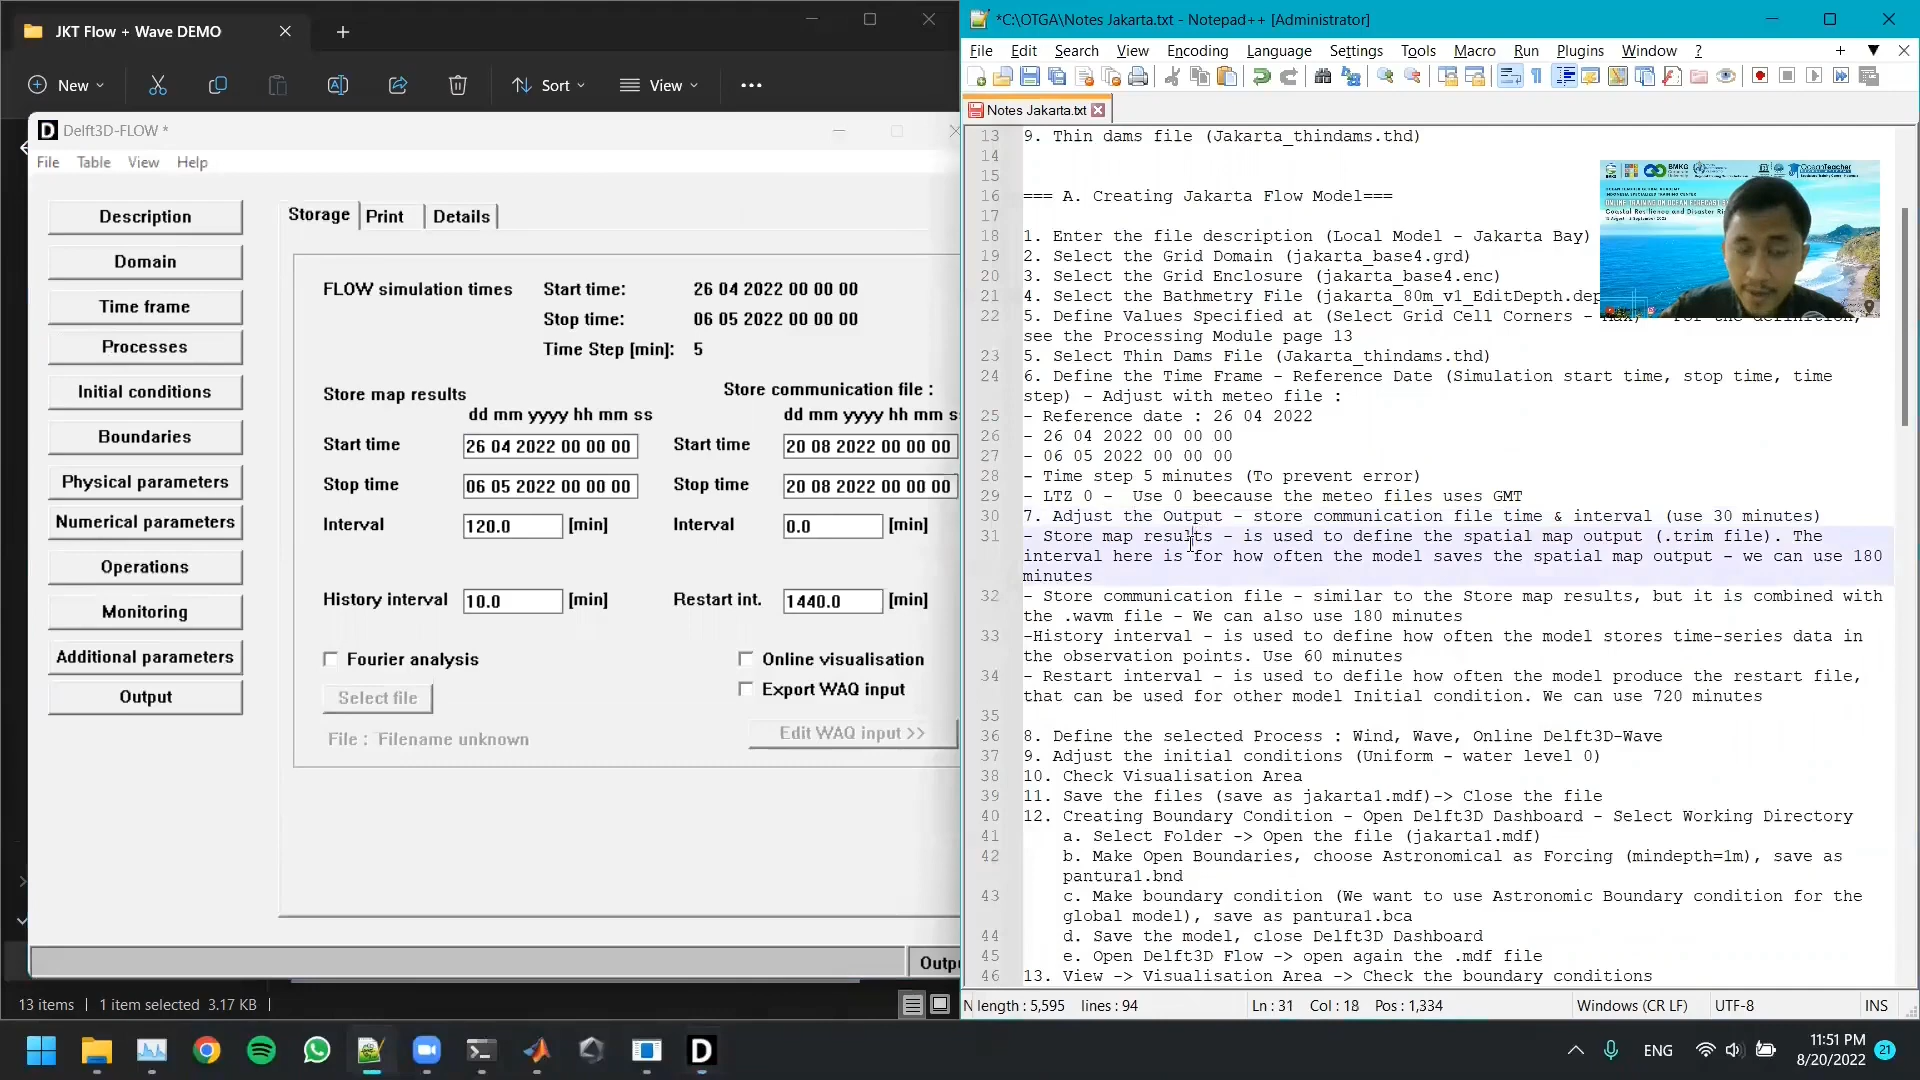 JKT Flow + Wave DEMO
New
Sort
View
Delft3D-FLOW *
File Table View Help
Description
Domain
Time frame
Processes
Initial conditions
Boundaries
Physical parameters
Numerical parameters
Operations
Monitoring
Additional parameters
Output
Storage Print Details
FLOW simulation times Start time: 26 04 2022 00 00 00
Stop time: 06 05 2022 00 00 00
Time Step [min]: 5
Store map results Store communication file :
dd mm yyyy hh mm ss dd mm yyyy hh mm s
Start time 26 04 2022 00 00 00 Start time 20 08 2022 00 00 00
Stop time 06 05 2022 00 00 00 Stop time 20 08 2022 00 00 00
Interval 120.0 [min] Interval 0.0 [min]
History interval 10.0 [min] Restart int. 1440.0 [min]
Fourier analysis Online visualisation
Export WAQ input
Select file
Edit WAQ input >>
File : Filename unknown
Outpu
13 items 1 item selected 3.17 KB
*C:\OTGA\Notes Jakarta.txt - Notepad++ [Administrator]
File Edit Search View Encoding Language Settings Tools Macro Run Plugins Window ?
Notes Jakarta.txt
13 9. Thin dams file (Jakarta_thindams.thd)
14
15
16 === A. Creating Jakarta Flow Model===
17
18 1. Enter the file description (Local Model - Jakarta Bay)
19 2. Select the Grid Domain (jakarta_base4.grd)
20 3. Select the Grid Enclosure (jakarta_base4.enc)
21 4. Select the Bathmetry File (jakarta_80m_v1_EditDepth.dep
22 5. Define Values Specified at (Select Grid Cell Corners - Max) - For the definition,
see the Processing Module page 13
23 5. Select Thin Dams File (Jakarta_thindams.thd)
24 6. Define the Time Frame - Reference Date (Simulation start time, stop time, time
step) - Adjust with meteo file :
25 - Reference date : 26 04 2022
26 - 26 04 2022 00 00 00
27 - 06 05 2022 00 00 00
28 - Time step 5 minutes (To prevent error)
29 - LTZ 0 - Use 0 beecause the meteo files uses GMT
30 7. Adjust the Output - store communication file time & interval (use 30 minutes)
31 - Store map results - is used to define the spatial map output (.trim file). The
interval here is for how often the model saves the spatial map output - we can use 180
minutes
32 - Store communication file - similar to the Store map results, but it is combined with
the .wavm file - We can also use 180 minutes
33 -History interval - is used to define how often the model stores time-series data in
the observation points. Use 60 minutes
34 - Restart interval - is used to defile how often the model produce the restart file,
that can be used for other model Initial condition. We can use 720 minutes
35
36 8. Define the selected Process : Wind, Wave, Online Delft3D-Wave
37 9. Adjust the initial conditions (Uniform - water level 0)
38 10. Check Visualisation Area
39 11. Save the files (save as jakarta1.mdf)-> Close the file
40 12. Creating Boundary Condition - Open Delft3D Dashboard - Select Working Directory
41 a. Select Folder -> Open the file (jakarta1.mdf)
42 b. Make Open Boundaries, choose Astronomical as Forcing (mindepth=1m), save as
pantura1.bnd
43 c. Make boundary condition (We want to use Astronomic Boundary condition for the
global model), save as pantura1.bca
44 d. Save the model, close Delft3D Dashboard
45 e. Open Delft3D Flow -> open again the .mdf file
46 13. View -> Visualisation Area -> Check the boundary conditions
N length : 5,595 lines : 94 Ln : 31 Col : 18 Pos : 1,334 Windows (CR LF) UTF-8 INS
BMKG
OceanTeacher
Coastal Resilience and Disaster Ri
ENG
11:51 PM
8/20/2022
21